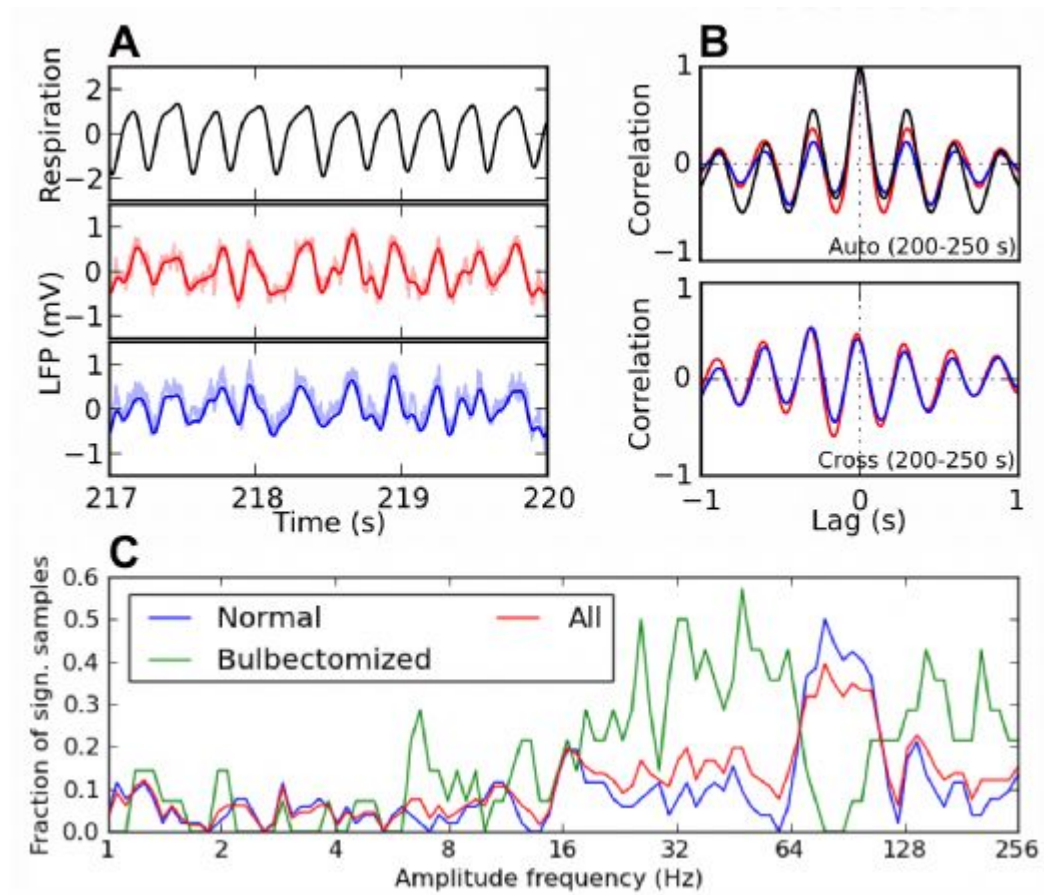 A
Respiration
2
0
−2
LFP (mV)
1
0
−1
1
0
−1
217
218
219
220
Time (s)
B
Correlation
1
0
−1
Auto (200-250 s)
Correlation
1
0
−1
Cross (200-250 s)
−1
0
1
Lag (s)
C
Fraction of sign. samples
0.6
0.5
0.4
0.3
0.2
0.1
0.0
Normal
All
Bulbectomized
1
2
4
8
16
32
64
128
256
Amplitude frequency (Hz)